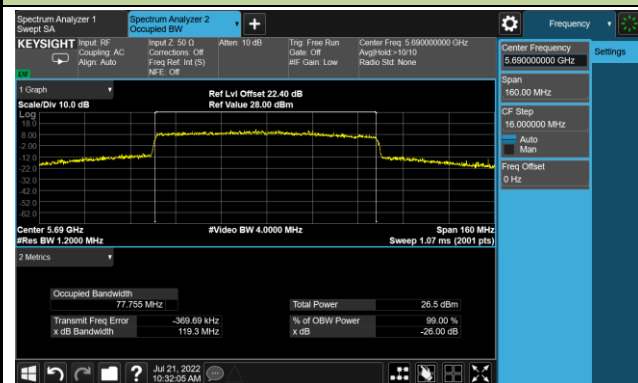 Spectrum Analyzer 1
Swept SA
Spectrum Analyzer 2
Occupied BW
Frequency
KEYSIGHT
Input: RF
Coupling: AC
Align: Auto
Input Z: 50 Ω
Corrections: Off
Freq Ref: Int (S)
NFE: Off
Atten: 10 dB
Trig: Free Run
Gate: Off
#IF Gain: Low
Center Freq: 5.690000000 GHz
Avg|Hold:>10/10
Radio Std: None
Center Frequency
5.690000000 GHz
Settings
Span
160.00 MHz
CF Step
16.000000 MHz
Auto
Man
Freq Offset
0 Hz
1 Graph
Ref Lvl Offset 22.40 dB
Scale/Div 10.0 dB
Ref Value 28.00 dBm
Log
18.0
8.00
-2.00
-12.0
-22.0
-32.0
-42.0
-52.0
-62.0
Center 5.69 GHz
#Video BW 4.0000 MHz
Span 160 MHz
#Res BW 1.2000 MHz
Sweep 1.07 ms (2001 pts)
2 Metrics
Occupied Bandwidth
77.755 MHz
Total Power
26.5 dBm
Transmit Freq Error
-369.69 kHz
% of OBW Power
99.00 %
x dB Bandwidth
119.3 MHz
x dB
-26.00 dB
Jul 21, 2022
10:32:05 AM